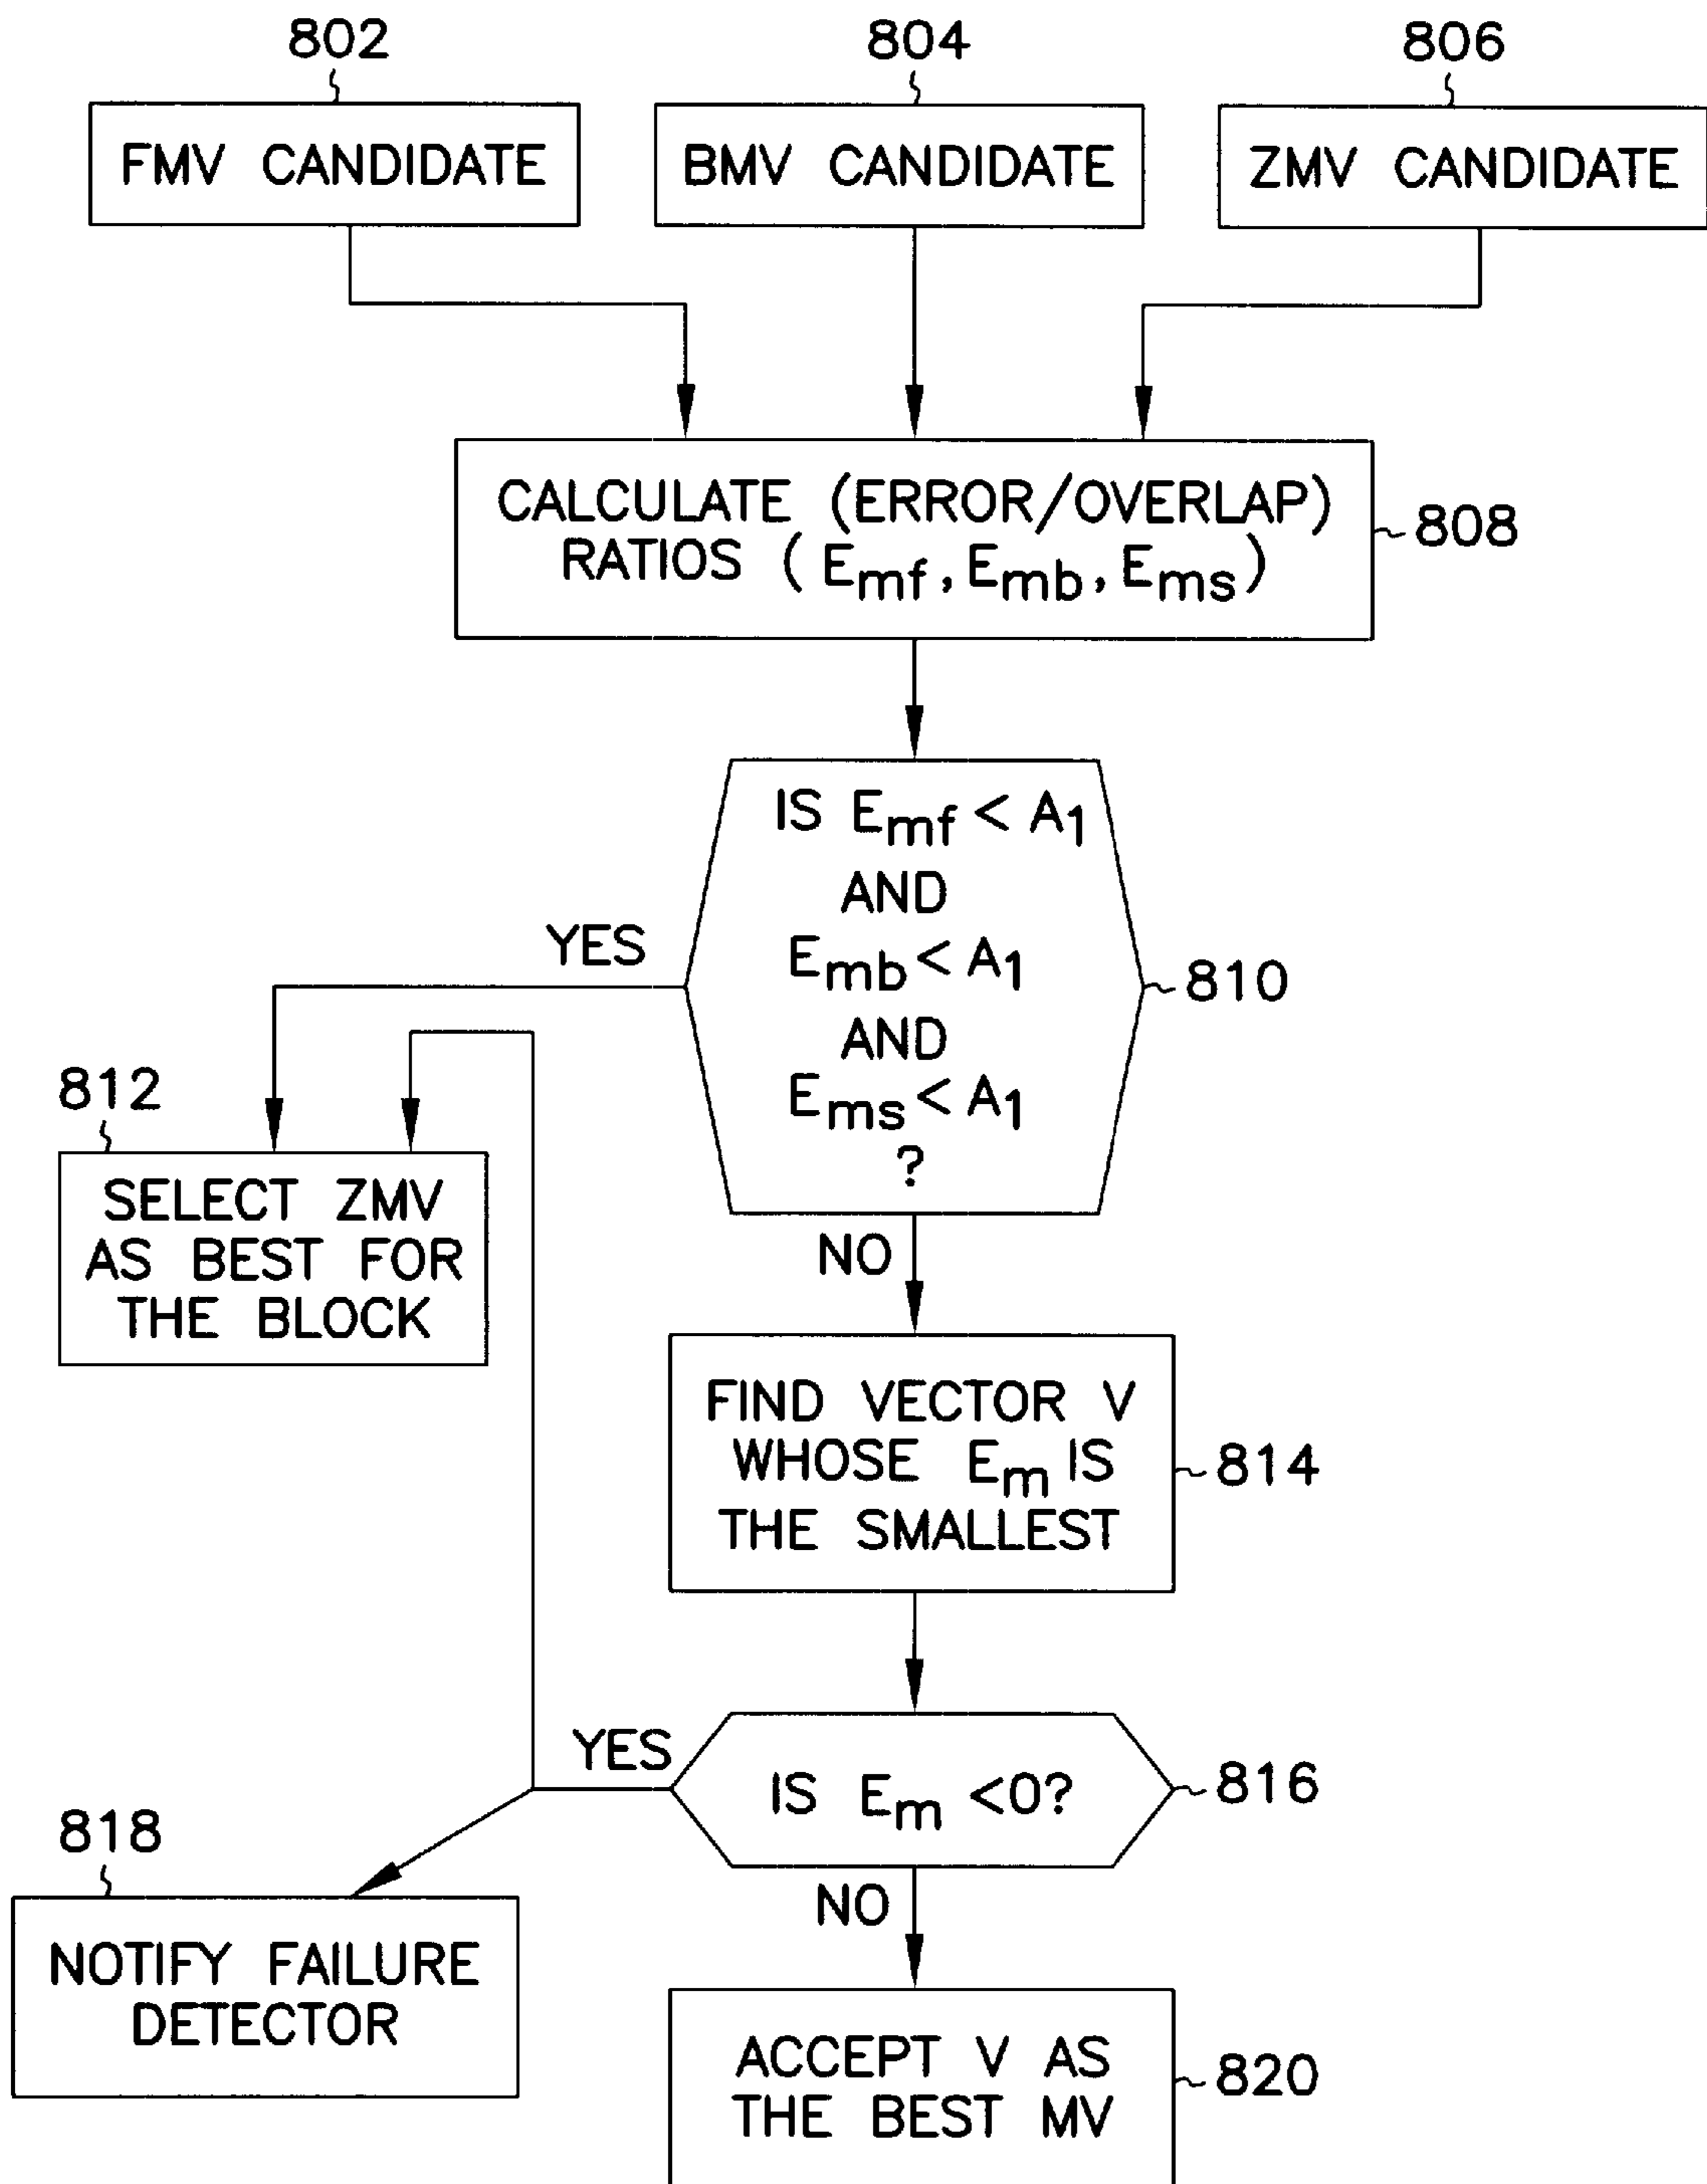 802
804
806
FMV CANDIDATE
BMV CANDIDATE
ZMV CANDIDATE
CALCULATE (ERROR/OVERLAP)
RATIOS (Emf, Emb, Ems)
808
IS Emf < A1
AND
Emb < A1
AND
Ems < A1
?
810
YES
NO
812
SELECT ZMV
AS BEST FOR
THE BLOCK
FIND VECTOR V
WHOSE Em IS
THE SMALLEST
814
YES
IS Em <0?
816
NO
818
NOTIFY FAILURE
DETECTOR
ACCEPT V AS
THE BEST MV
820